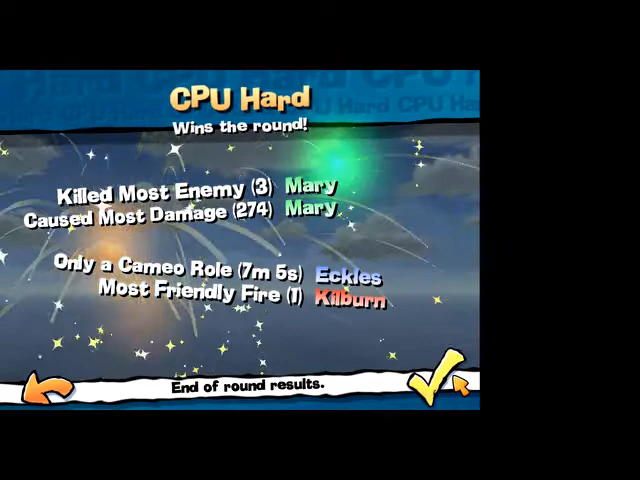 CPU Hard
Wins the round!
Killed Most Enemy (3) Mary
Caused Most Damage (274) Mary
Only a Cameo Role (7m 5s) Eckles
Most Friendly Fire (1) Kilburn
End of round results.